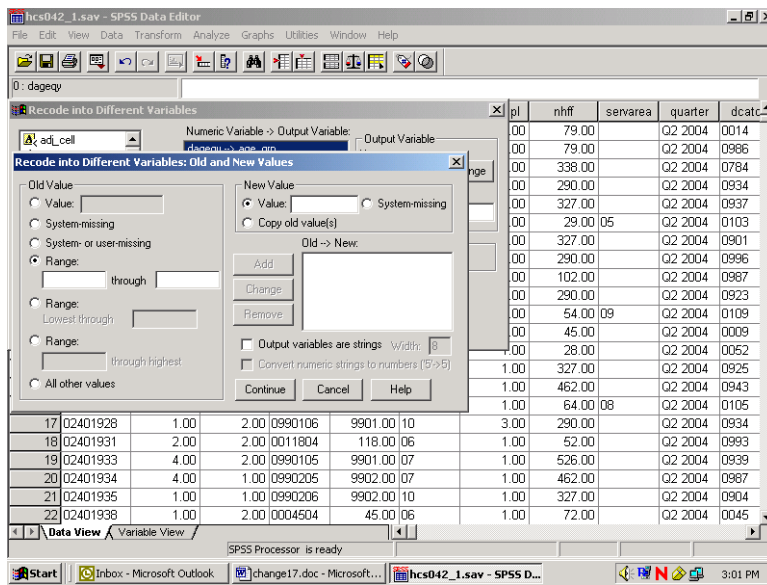 hcs042_1.sav - SPSS Data Editor
File Edit View Data Transform Analyze Graphs Utilities Window Help
0 : dageqy
Recode into Different Variables
adj_cell
Numeric Variable -> Output Variable:
Output Variable
dageqy --> age_grp
Recode into Different Variables: Old and New Values
Old Value
Value:
System-missing
System- or user-missing
Range:
through
Range:
Lowest through
Range:
through highest
All other values
New Value
Value:
System-missing
Copy old value(s)
Old --> New:
Add
Change
Remove
Output variables are strings Width: 8
Convert numeric strings to numbers ('5'->5)
Continue Cancel Help
nhff servarea quarter
.00 79.00 Q2 2004 0014
.00 79.00 Q2 2004 0986
.00 338.00 Q2 2004 0784
.00 290.00 Q2 2004 0934
.00 327.00 Q2 2004 0937
.00 29.00 05 Q2 2004 0103
.00 327.00 Q2 2004 0901
.00 290.00 Q2 2004 0996
.00 102.00 Q2 2004 0987
.00 290.00 Q2 2004 0923
.00 54.00 09 Q2 2004 0109
.00 45.00 Q2 2004 0009
.00 28.00 Q2 2004 0052
1.00 327.00 Q2 2004 0925
1.00 462.00 Q2 2004 0943
1.00 64.00 08 Q2 2004 0105
17 02401928 1.00 2.00 0990106 9901.00 10 3.00 290.00 Q2 2004 0934
18 02401931 2.00 2.00 0011804 118.00 06 1.00 52.00 Q2 2004 0993
19 02401933 4.00 2.00 0990105 9901.00 07 1.00 526.00 Q2 2004 0939
20 02401934 4.00 1.00 0990205 9902.00 07 1.00 462.00 Q2 2004 0987
21 02401935 1.00 1.00 0990206 9902.00 10 1.00 327.00 Q2 2004 0904
22 02401938 1.00 2.00 0004504 45.00 06 1.00 72.00 Q2 2004 0045
Data View Variable View
SPSS Processor is ready
Start Inbox - Microsoft Outlook change17.doc - Microsoft... hcs042_1.sav - SPSS D... 3:01 PM